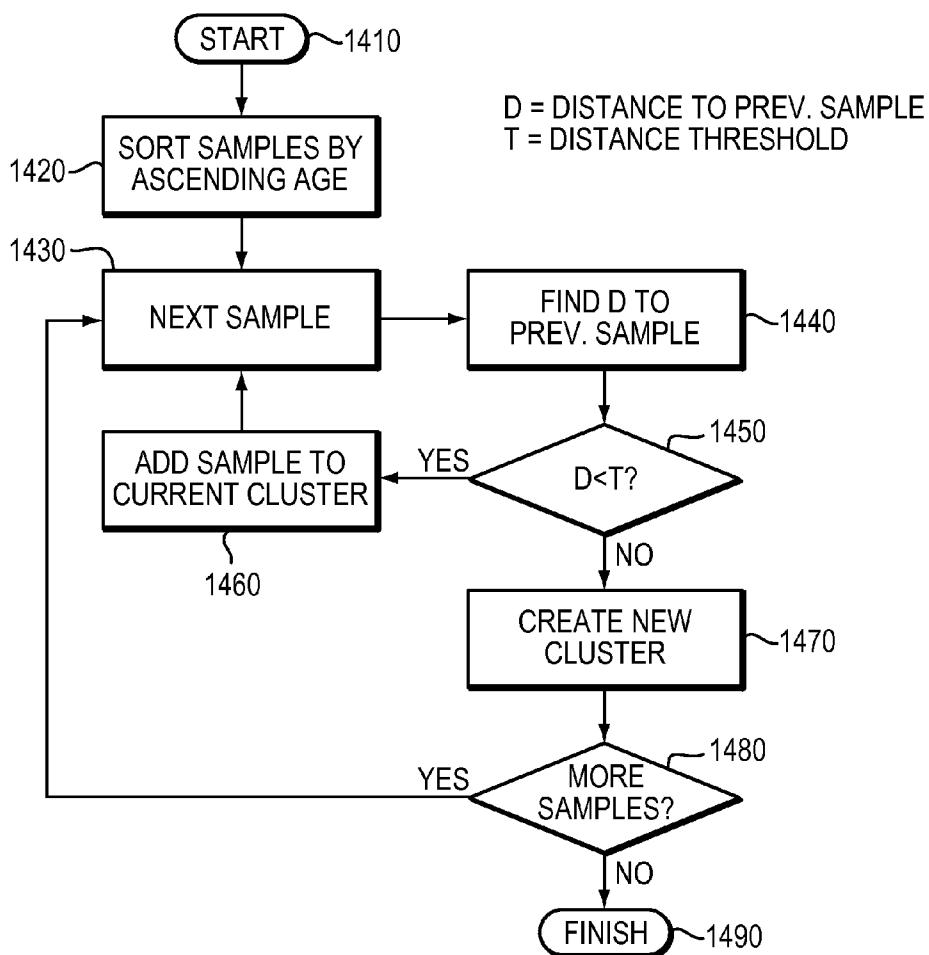 START
1410
D = DISTANCE TO PREV. SAMPLE
T = DISTANCE THRESHOLD
1420
SORT SAMPLES BY
ASCENDING AGE
1430
NEXT SAMPLE
FIND D TO
PREV. SAMPLE
1440
1450
D<T?
YES
ADD SAMPLE TO
CURRENT CLUSTER
1460
NO
CREATE NEW
CLUSTER
1470
1480
MORE
SAMPLES?
YES
NO
FINISH
1490